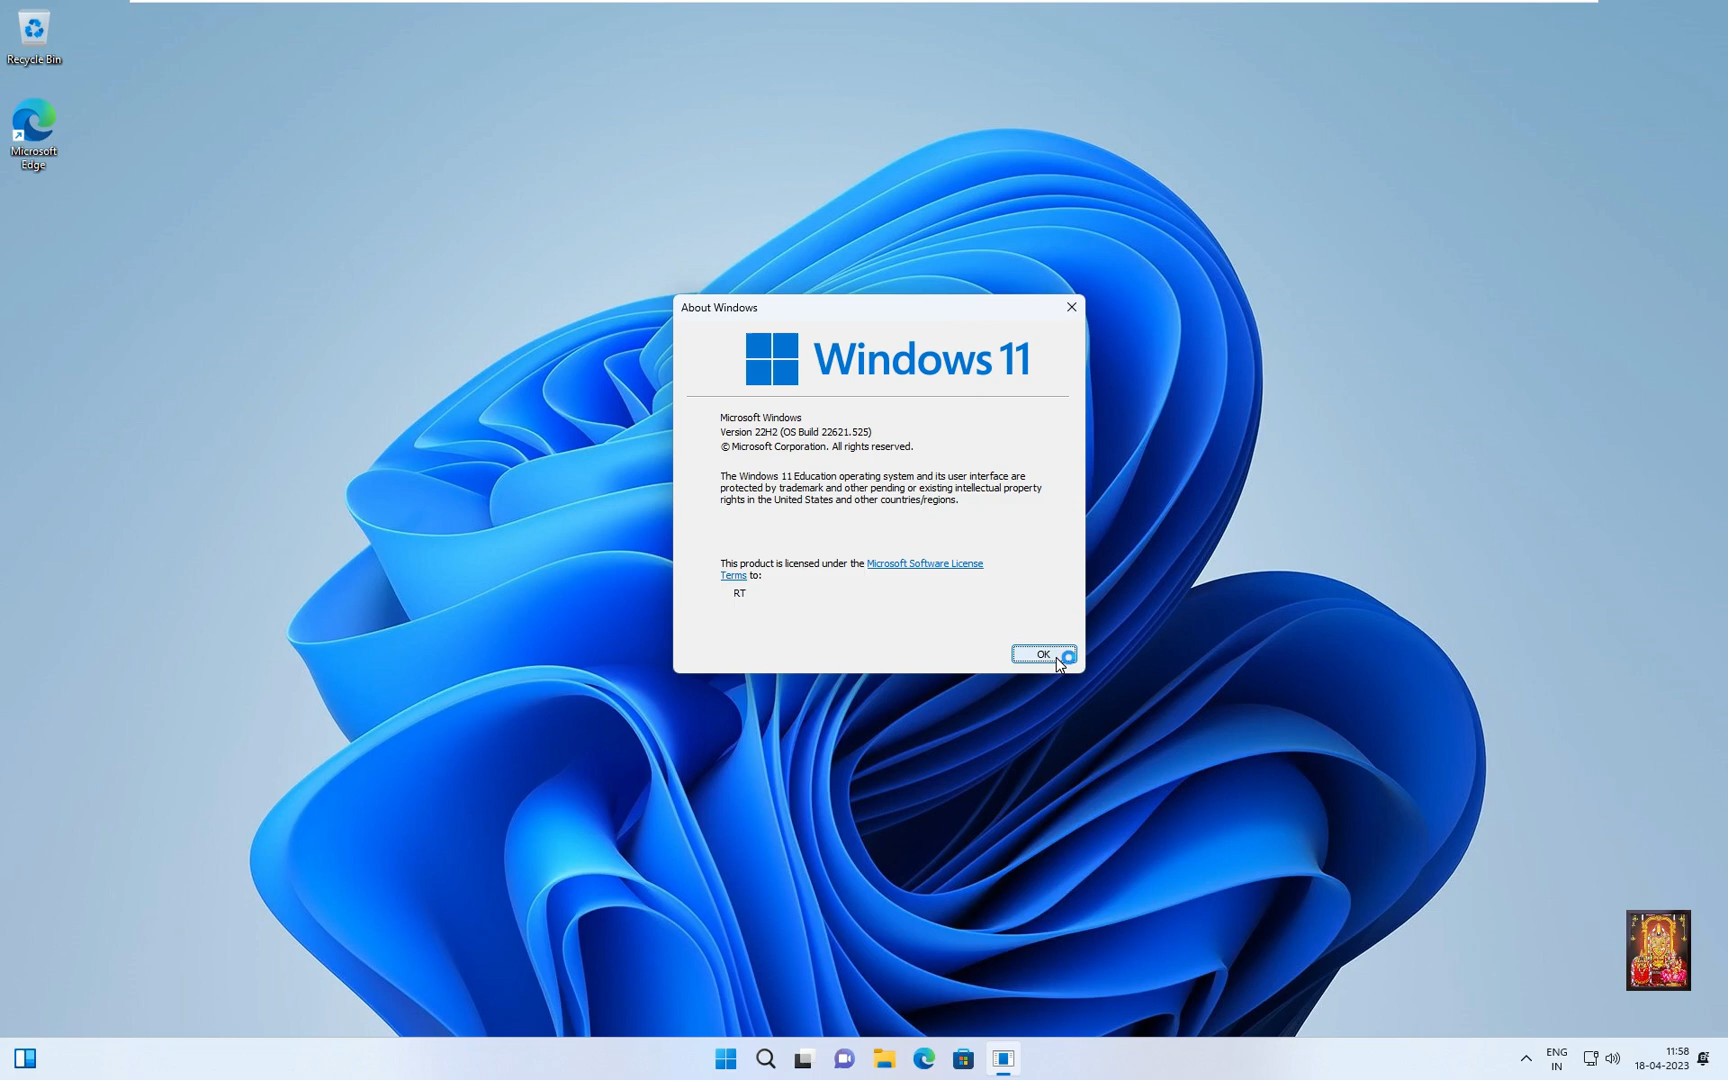 Recycle Bin
Microsoft
Edge
About Windows
Windows 11
Microsoft Windows
Version 22H2 (OS Build 22621.525)
© Microsoft Corporation. All rights reserved.
The Windows 11 Education operating system and its user interface are
protected by trademark and other pending or existing intellectual property
rights in the United States and other countries/regions.
This product is licensed under the Microsoft Software License
Terms to:
RT
OK
ENG
IN
11:58
18-04-2023